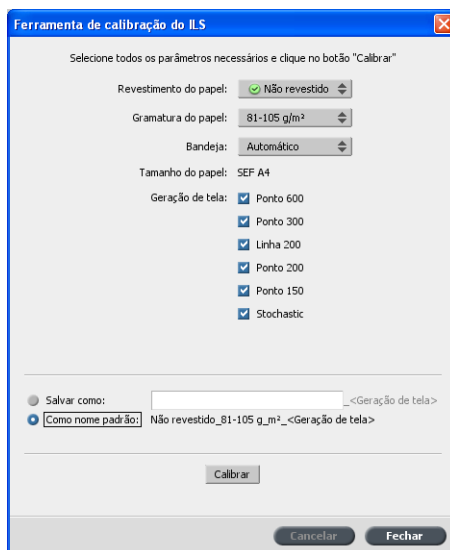 Ferramenta de calibração do ILS
Selecione todos os parâmetros necessários e clique no botão "Calibrar"
Revestimento do papel: Não revestido
Gramatura do papel: 81-105 g/m²
Bandeja: Automático
Tamanho do papel: SEF A4
Geração de tela: Ponto 600
Ponto 300
Linha 200
Ponto 200
Ponto 150
Stochastic
Salvar como: _<Geração de tela>
Como nome padrão: Não revestido_81-105 g_m²_<Geração de tela>
Calibrar
Cancelar Fechar